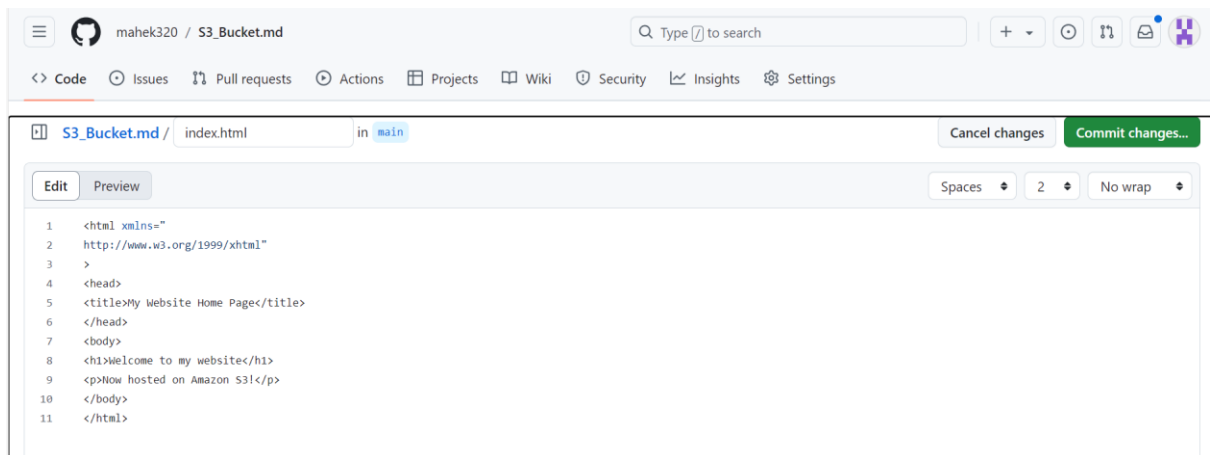 mahek320 / S3_Bucket.md
Type / to search
<> Code Issues Pull requests Actions Projects Wiki Security Insights Settings
S3_Bucket.md / index.html in main Cancel changes Commit changes...
Edit Preview Spaces 2 No wrap
1 <html xmlns="
2 http://www.w3.org/1999/xhtml"
3 >
4 <head>
5 <title>My Website Home Page</title>
6 </head>
7 <body>
8 <h1>Welcome to my website</h1>
9 <p>Now hosted on Amazon S3!</p>
10 </body>
11 </html>